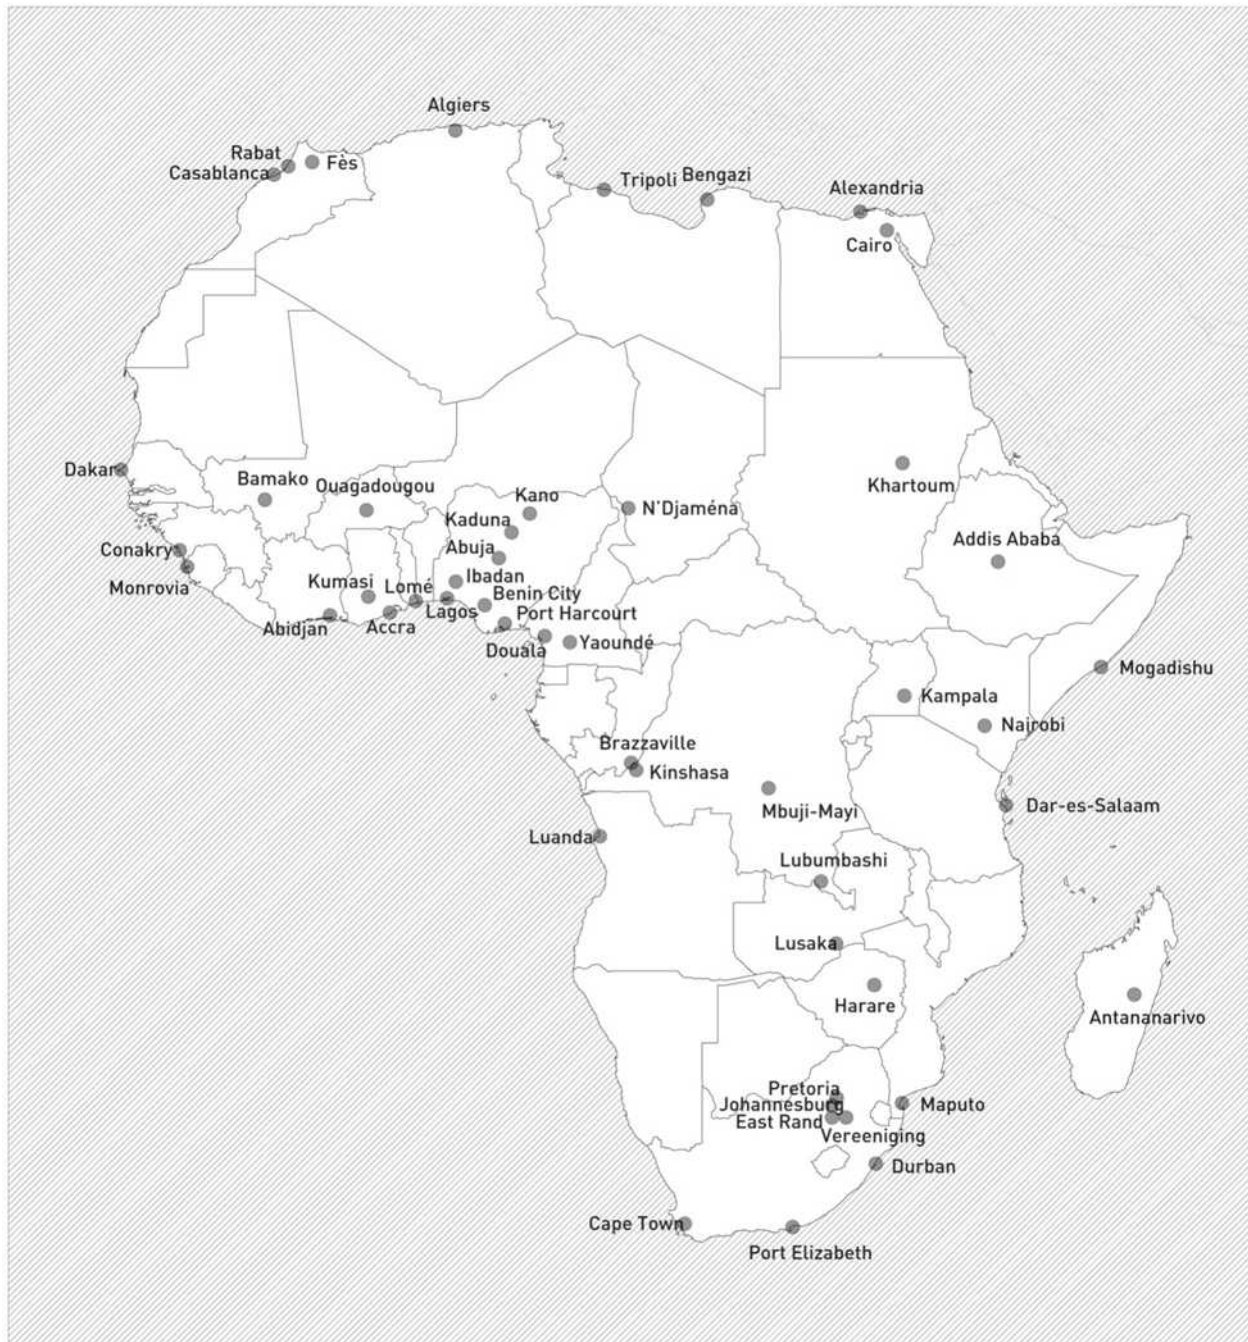 Algiers
Rabat
Fès
Casablanca
Tripoli
Bengazi
Alexandria
Cairo
Dakar
Bamako
Ouagadougou
Kano
N'Djaména
Khartoum
Kaduna
Addis Ababa
Conakry
Abuja
Monrovia
Kumasi
Lomé
Ibadan
Benin City
Abidjan
Accra
Lagos
Port Harcourt
Douala
Yaoundé
Mogadishu
Kampala
Nairobi
Brazzaville
Kinshasa
Mbuji-Mayi
Dar-es-Salaam
Luanda
Lubumbashi
Lusaka
Harare
Antananarivo
Pretoria
Johannesburg
East Rand
Maputo
Vereeniging
Durban
Cape Town
Port Elizabeth